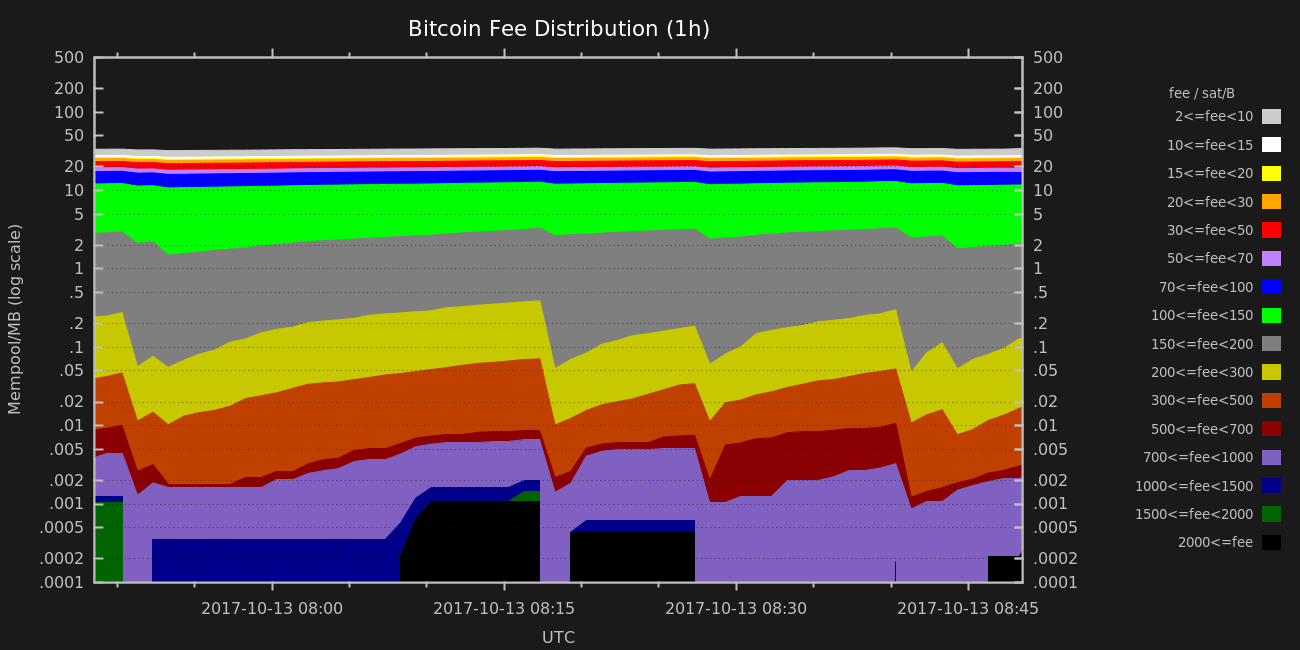 Bitcoin Fee Distribution (1h)
500
200
100
50
20
10
5
2
1
.5
.2
.1
.05
.02
.01
.005
.002
.001
.0005
.0002
.0001
Mempool/MB (log scale)
500
200
100
50
20
10
5
2
1
.5
.2
.1
.05
.02
.01
.005
.002
.001
.0005
.0002
.0001
2017-10-13 08:00 2017-10-13 08:15 2017-10-13 08:30 2017-10-13 08:45
UTC
fee / sat/B
2<=fee<10
10<=fee<15
15<=fee<20
20<=fee<30
30<=fee<50
50<=fee<70
70<=fee<100
100<=fee<150
150<=fee<200
200<=fee<300
300<=fee<500
500<=fee<700
700<=fee<1000
1000<=fee<1500
1500<=fee<2000
2000<=fee